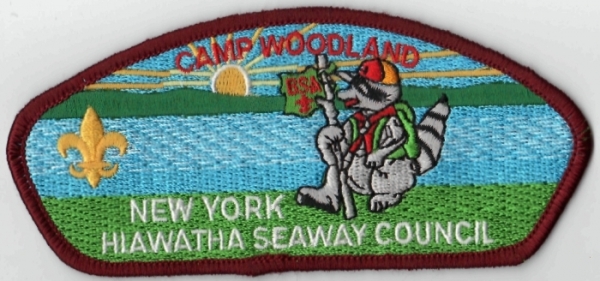 CAMP WOODLAND
BSA
NEW YORK
HIAWATHA SEAWAY COUNCIL